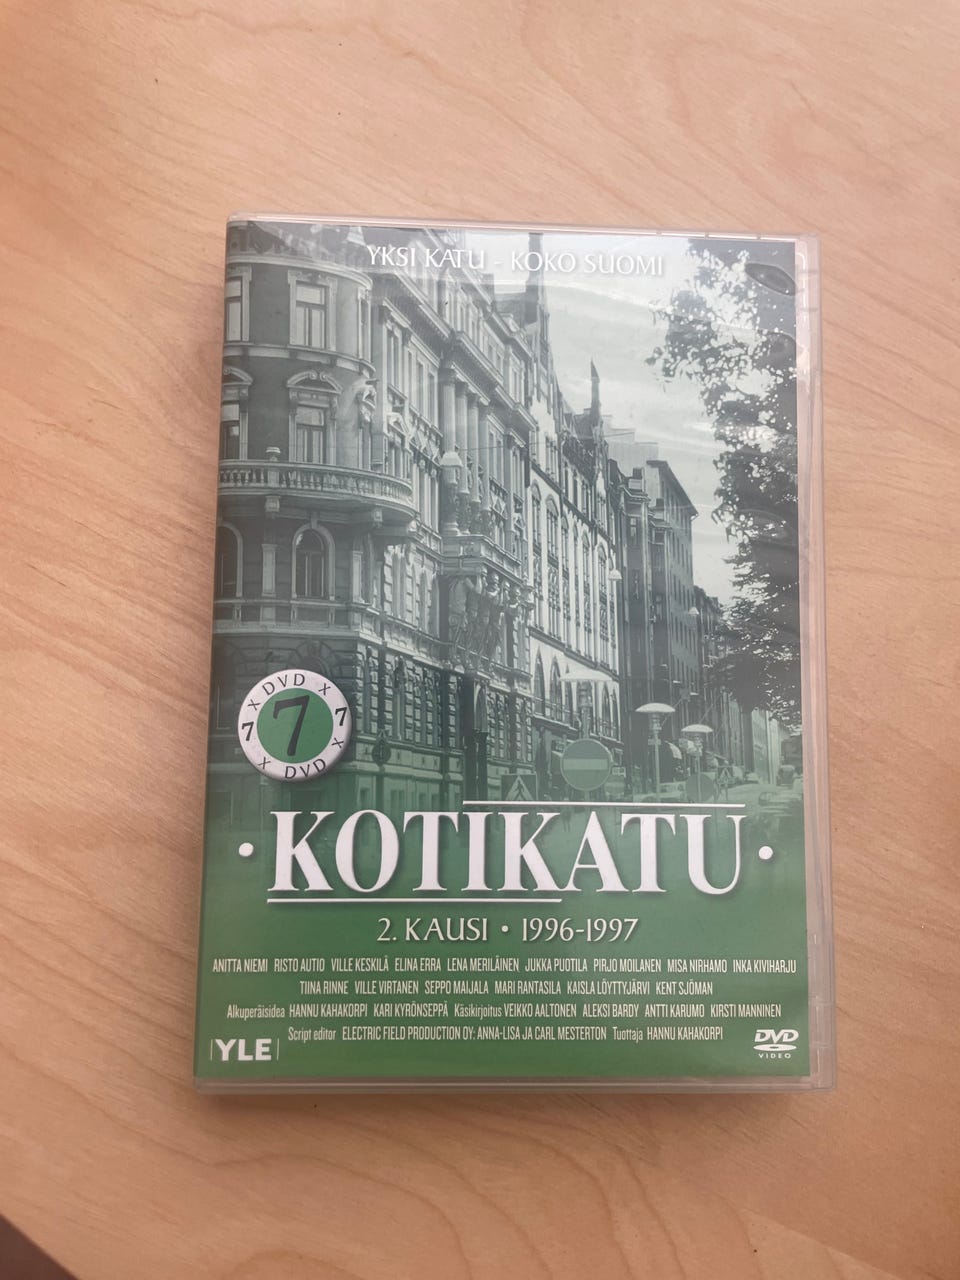 YKSI KATU - KOKO SUOMI
X DVD X
7 7 7
X DVD X
• KOTIKATU •
2. KAUSI • 1996-1997
ANITTA NIEMI RISTO AUTIO VILLE KESKILÄ ELINA ERRA LENA MERILÄINEN JUKKA PUOTILA PIRJO MOILANEN MISA NIRHAMO INKA KIVIHARJU
TIINA RINNE VILLE VIRTANEN SEPPO MAIJALA MARI RANTASILA KAISLA LÖYTTYJÄRVI KENT SJÖMAN
Alkuperäisidea HANNU KAHAKORPI KARI KYRÖNSEPPÄ Käsikirjoitus VEIKKO AALTONEN ALEKSI BARDY ANTTI KARUMO KIRSTI MANNINEN
Script editor ELECTRIC FIELD PRODUCTION OY: ANNA-LISA JA CARL MESTERTON Tuottaja HANNU KAHAKORPI
YLE
DVD
VIDEO